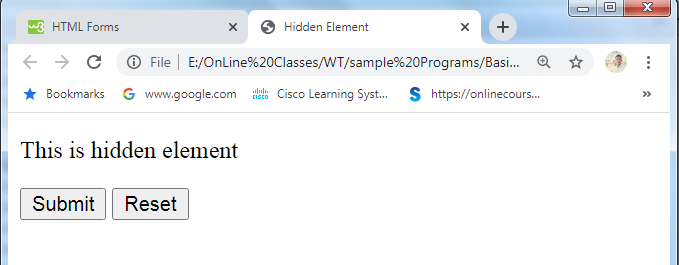 HTML Forms
Hidden Element
File
E:/OnLine%20Classes/WT/sample%20Programs/Basi...
Bookmarks
www.google.com
Cisco Learning Syst...
https://onlinecours...
This is hidden element
Submit
Reset